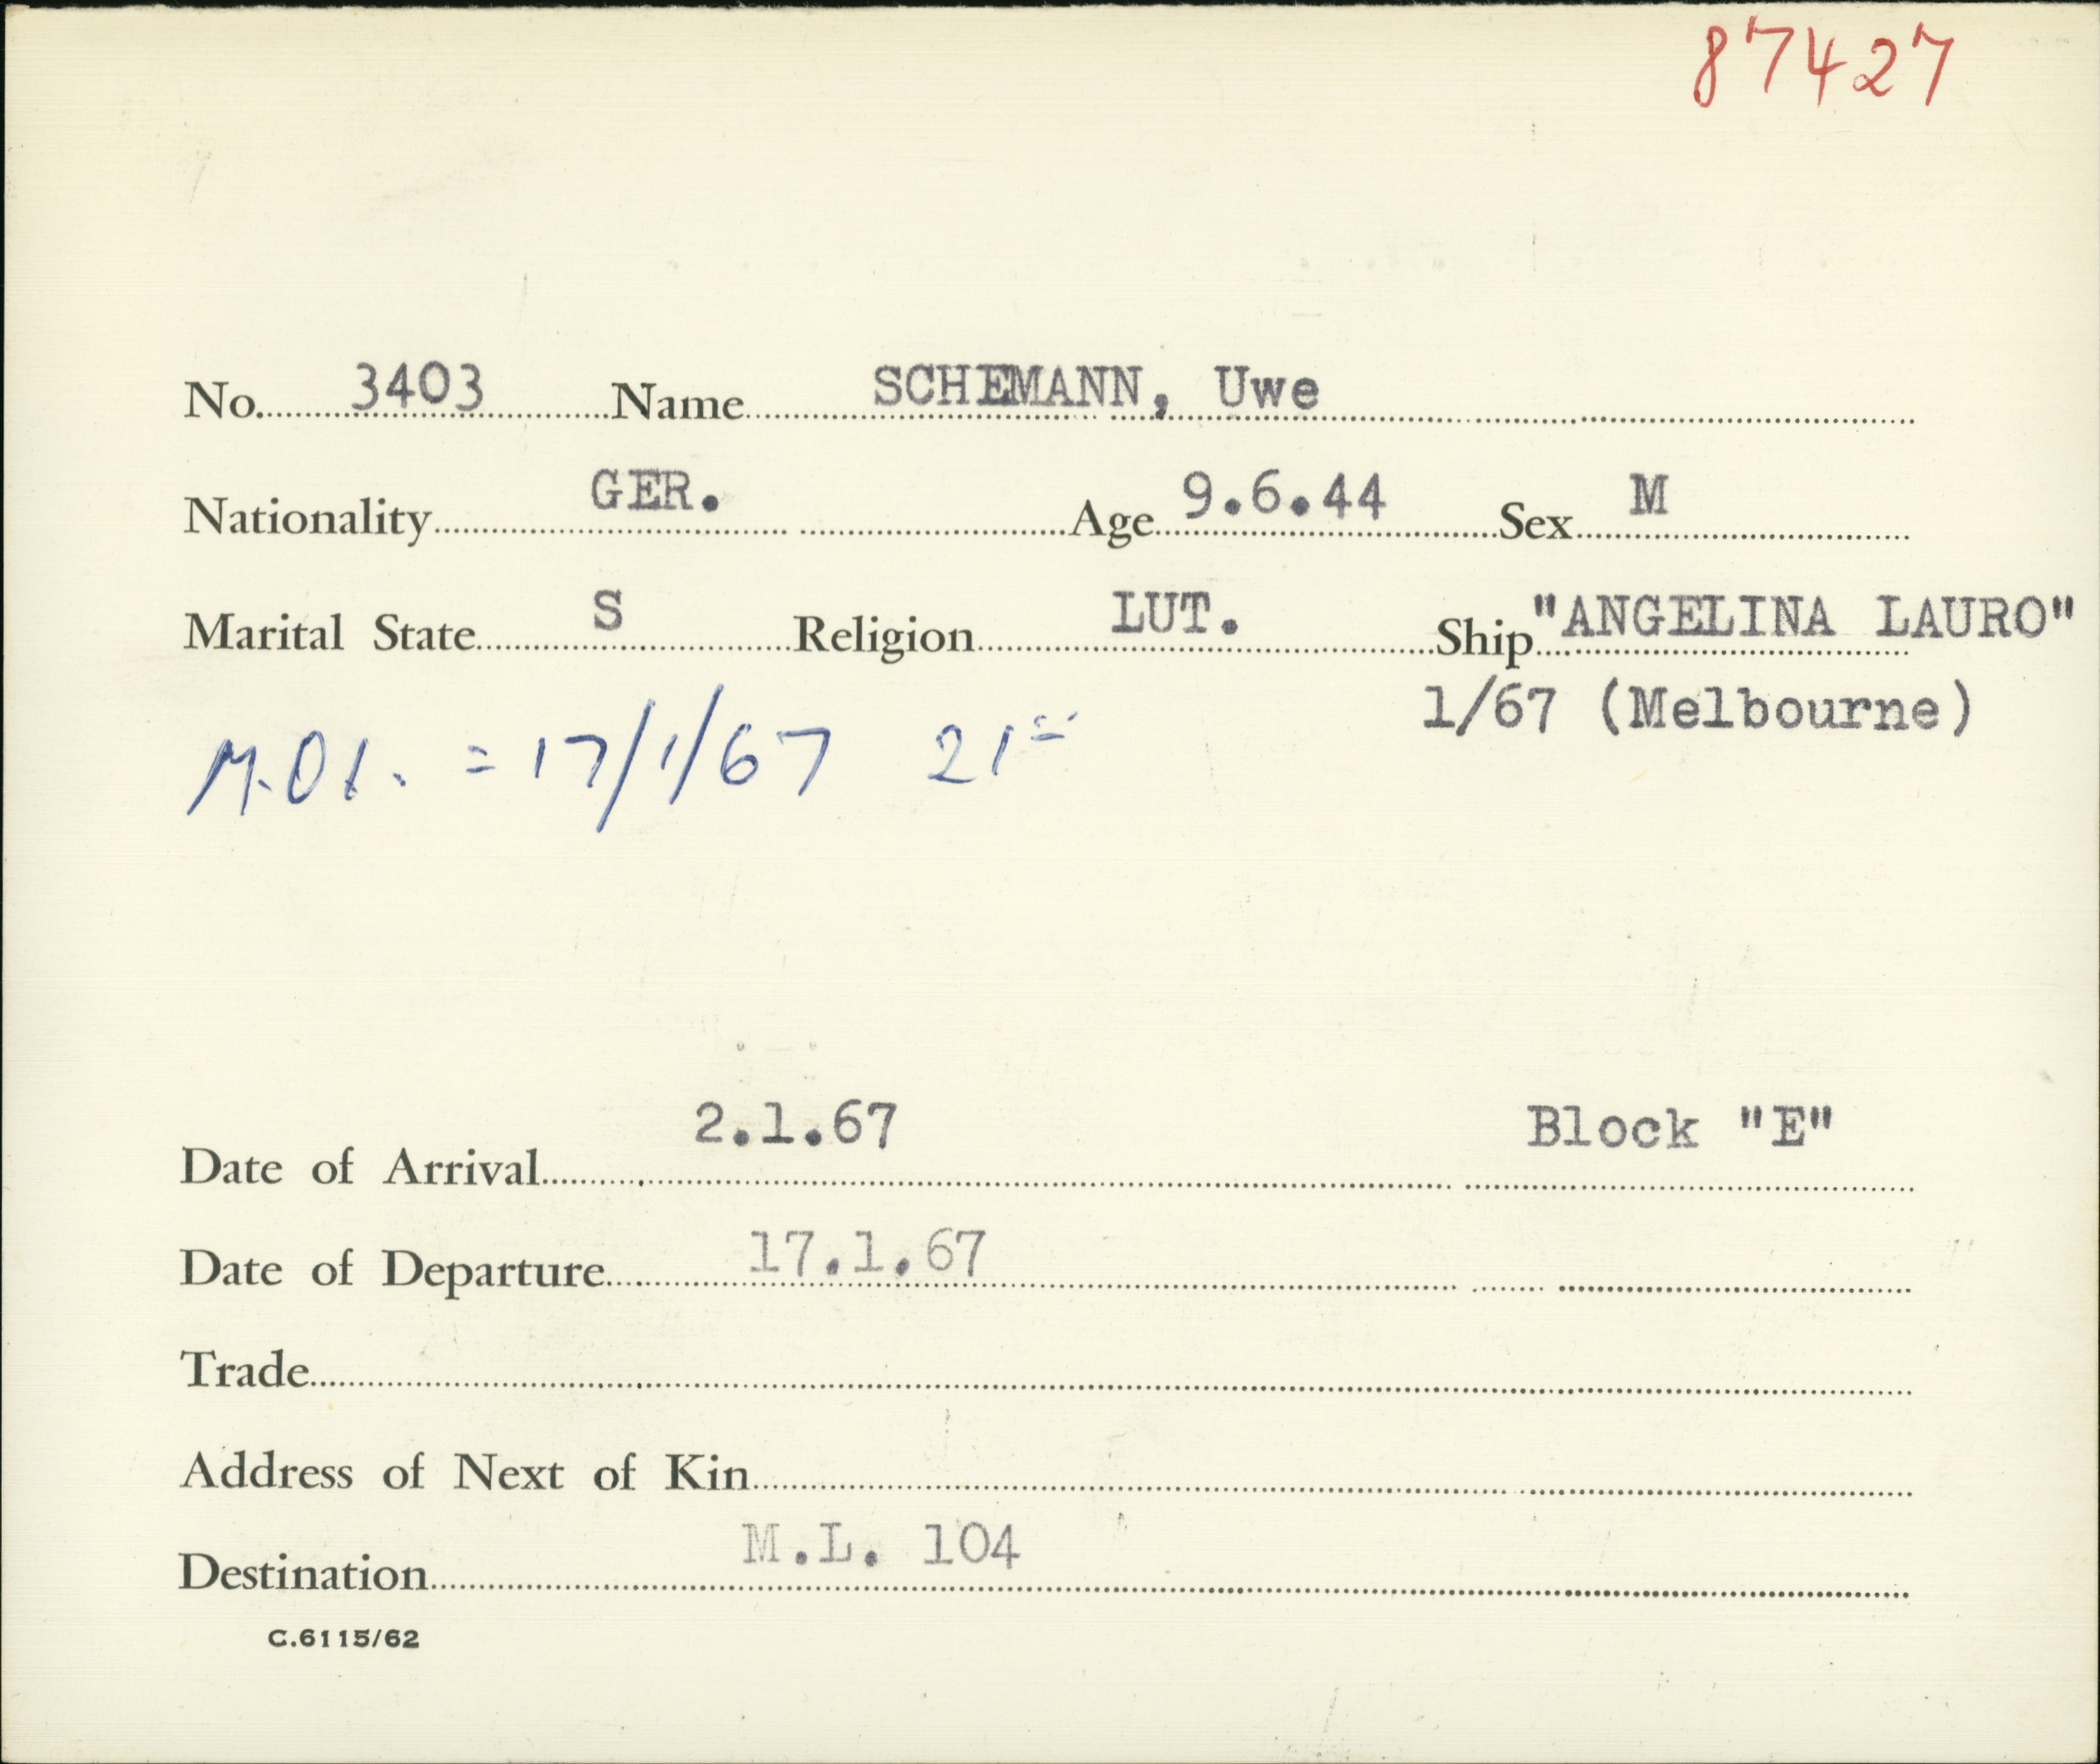 87427
No. 3403 Name SCHEMANN, Uwe
Nationality GER. Age 9.6.44 Sex M
Marital State S Religion LUT. Ship "ANGELINA LAURO"
1/67 (Melbourne)
= 17/1/67 21
Date of Arrival 2.1.67 Block "E"
Date of Departure 17.1.67
Trade
Address of Next of Kin
Destination M.L. 104
C.6115/62